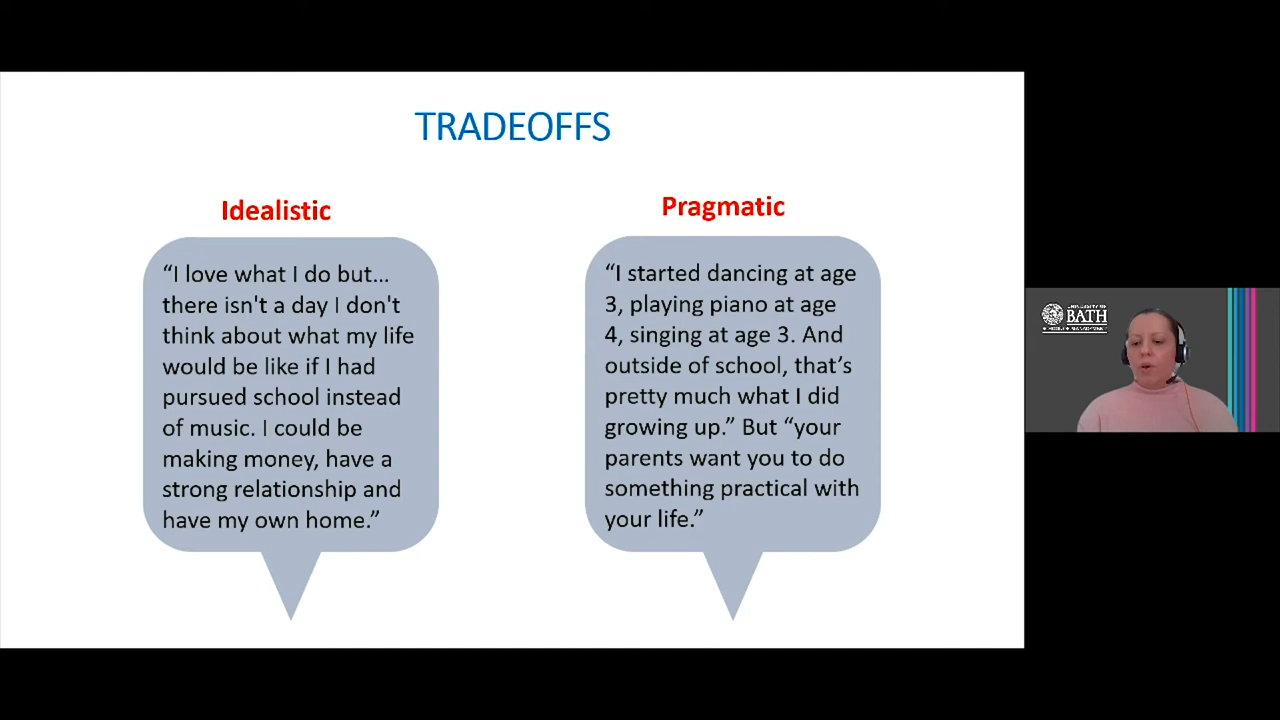 TRADEOFFS
Idealistic
“I love what I do but...
there isn't a day I don't
think about what my life
would be like if I had
pursued school instead
of music. I could be
making money, have a
strong relationship and
have my own home.”
Pragmatic
“I started dancing at age
3, playing piano at age
4, singing at age 3. And
outside of school, that’s
pretty much what I did
growing up.” But “your
parents want you to do
something practical with
your life.”
UNIVERSITY OF
BATH